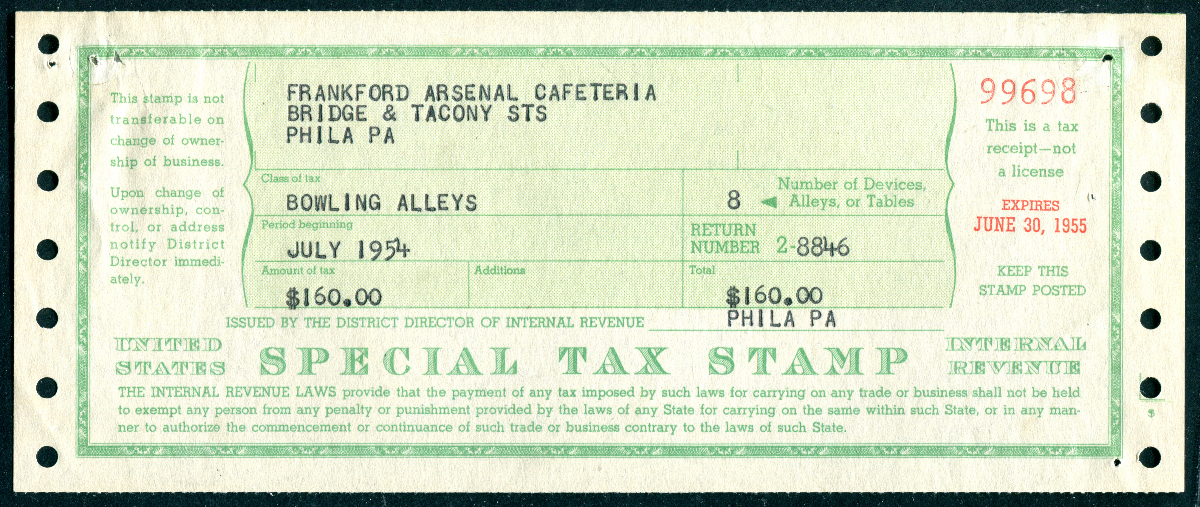 This stamp is not
transferable on
change of owner-
ship of business.
Upon change of
ownership, con-
trol, or address
notify District
Director immedi-
ately.
FRANKFORD ARSENAL CAFETERIA
BRIDGE & TACONY STS
PHILA PA
Class of tax
BOWLING ALLEYS
8 ◄ Number of Devices,
Alleys, or Tables
Period beginning
JULY 1954
RETURN
NUMBER 2-8846
Amount of tax
$160.00
Additions
Total
$160.00
99698
This is a tax
receipt—not
a license
EXPIRES
JUNE 30, 1955
KEEP THIS
STAMP POSTED
ISSUED BY THE DISTRICT DIRECTOR OF INTERNAL REVENUE PHILA PA
UNITED
STATES
SPECIAL TAX STAMP
INTERNAL
REVENUE
THE INTERNAL REVENUE LAWS provide that the payment of any tax imposed by such laws for carrying on any trade or business shall not be held
to exempt any person from any penalty or punishment provided by the laws of any State for carrying on the same within such State, or in any man-
ner to authorize the commencement or continuance of such trade or business contrary to the laws of such State.
$